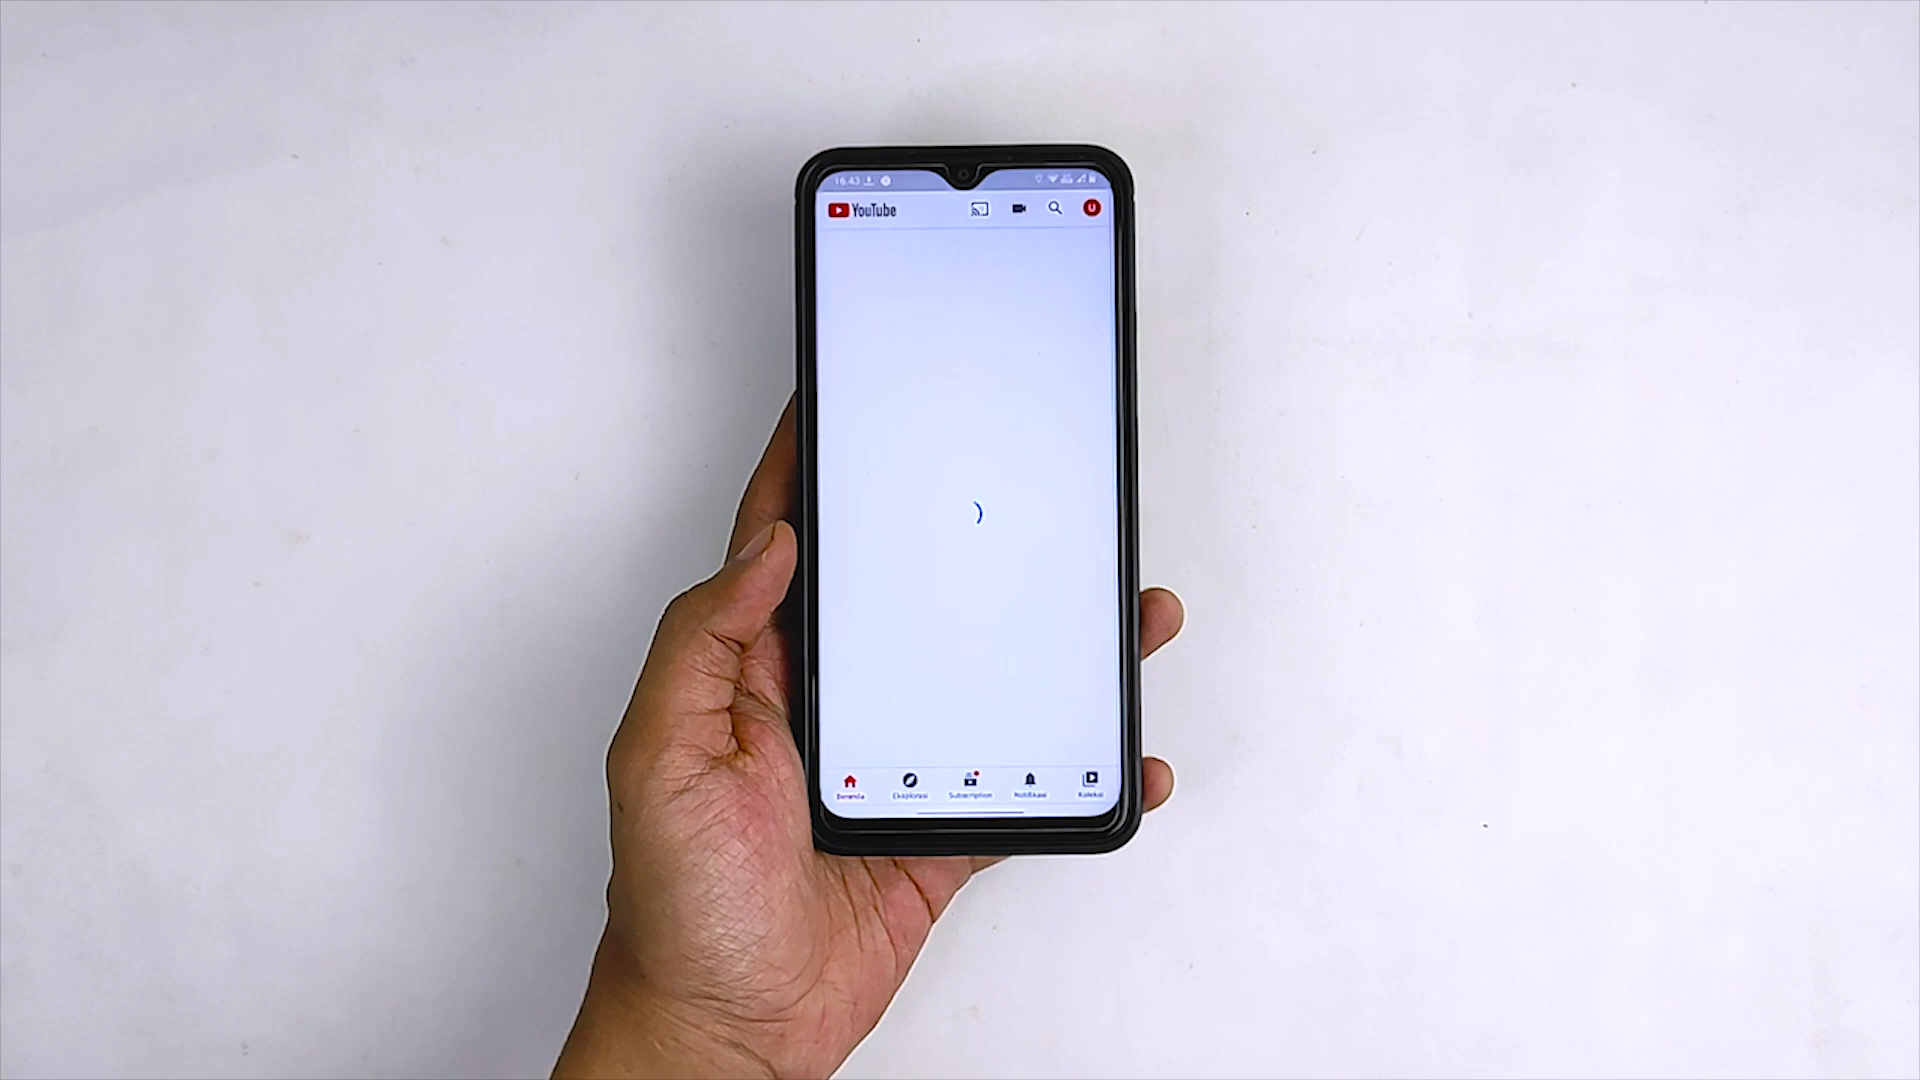 16.43
YouTube
U
Beranda Eksplorasi Subscription Notifikasi Koleksi